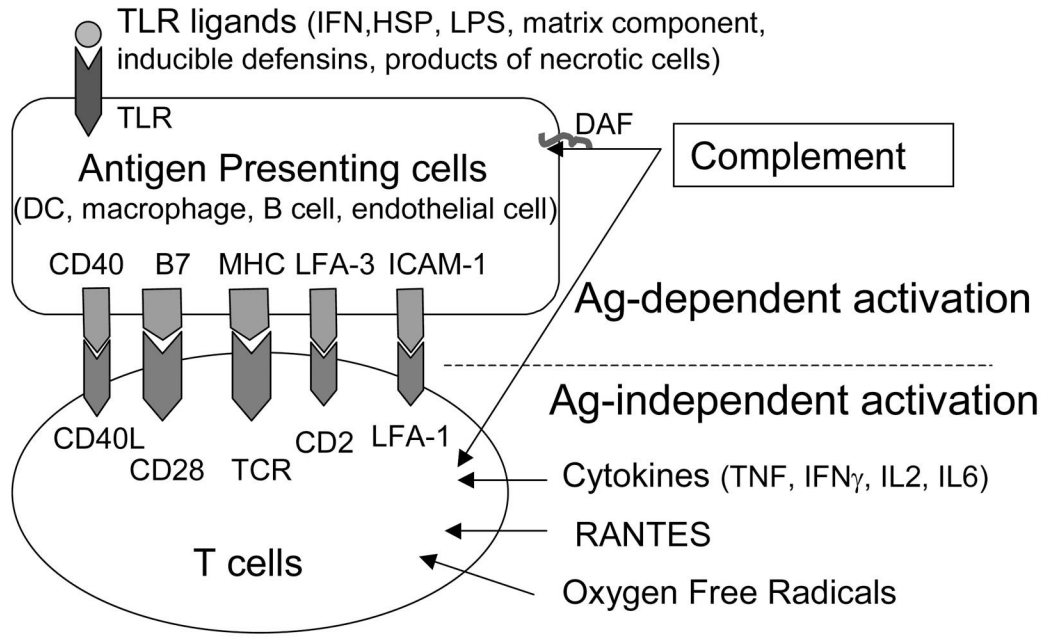 TLR ligands (IFN,HSP, LPS, matrix component,
inducible defensins, products of necrotic cells)
TLR
DAF
Complement
Antigen Presenting cells
(DC, macrophage, B cell, endothelial cell)
CD40 B7 MHC LFA-3 ICAM-1
Ag-dependent activation
Ag-independent activation
CD40L CD28 TCR CD2 LFA-1
Cytokines (TNF, IFNγ, IL2, IL6)
RANTES
T cells
Oxygen Free Radicals